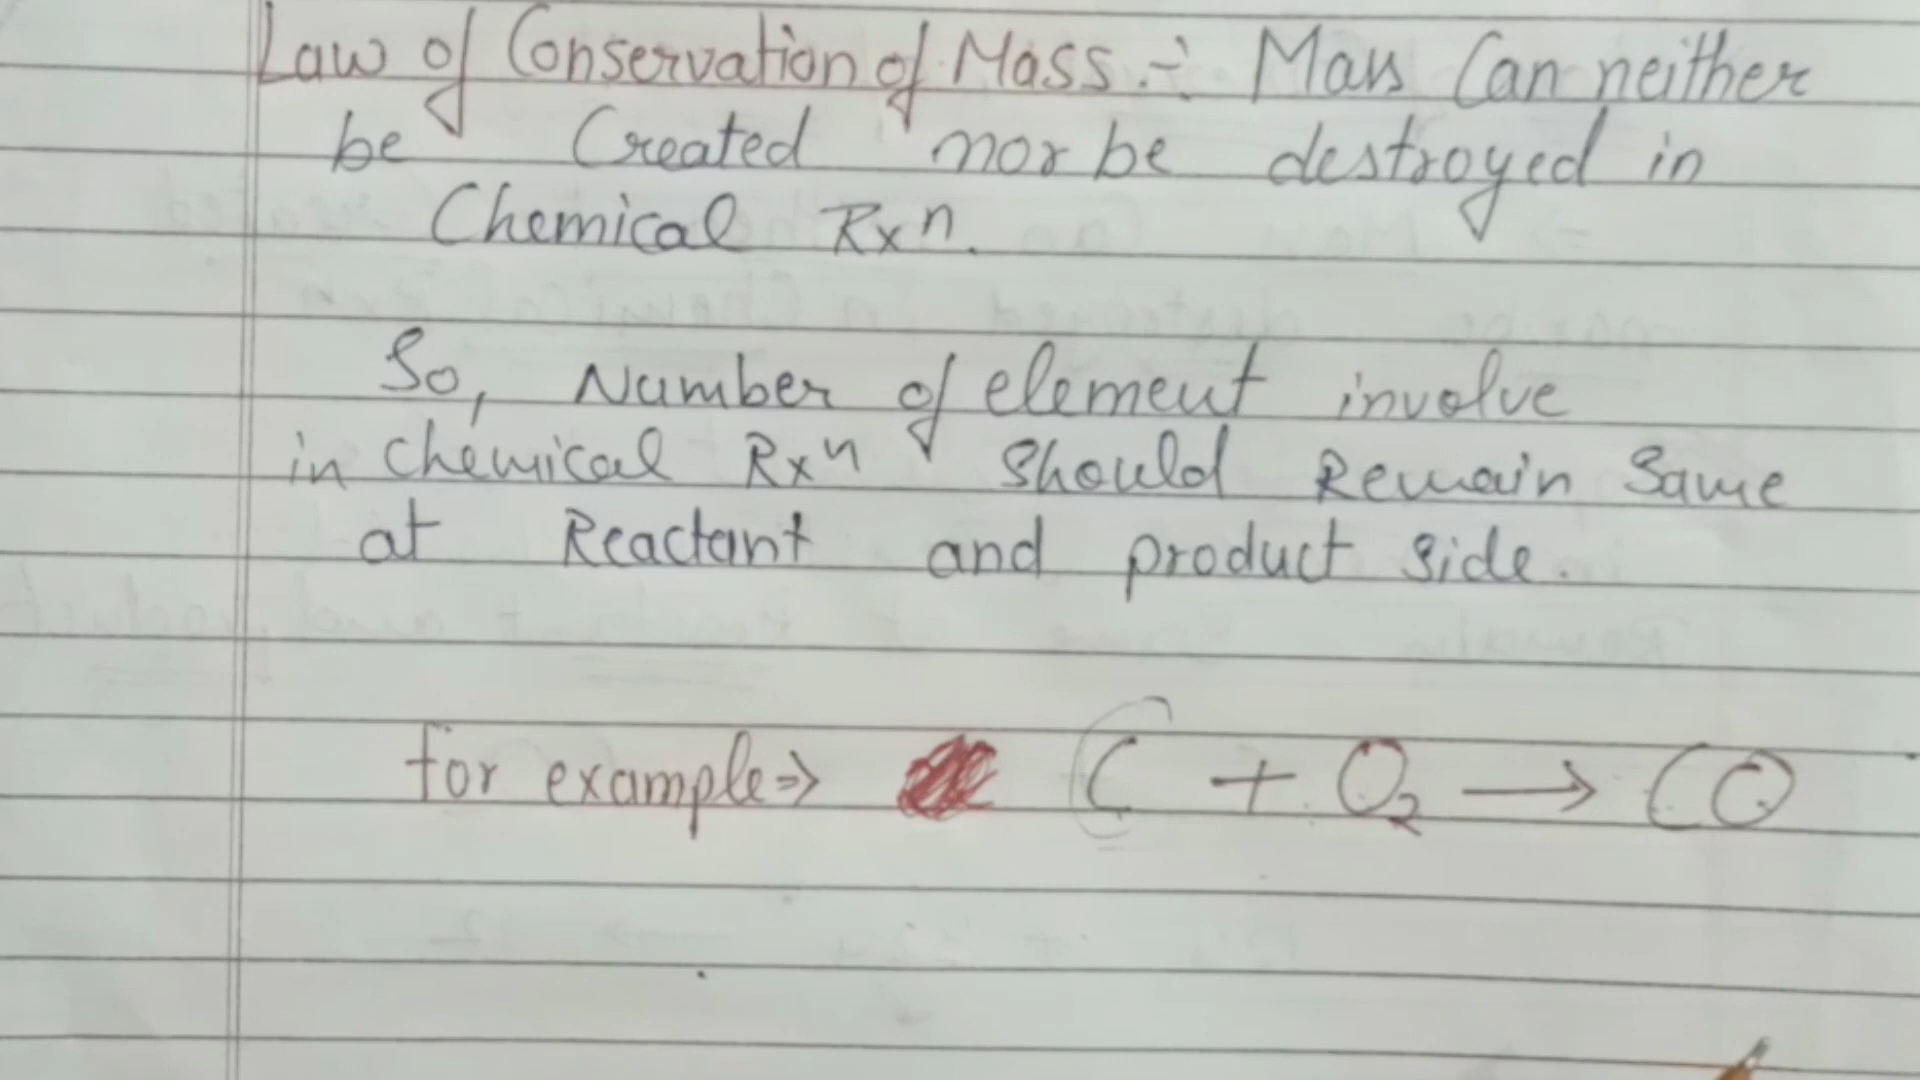 Law of Conservation of Mass :- Mass Can neither
be Created nor be destroyed in
Chemical Rxn.
So, Number of element involve
in chemical Rxn should Remain Same
at Reactant and product side.
for example => C + O₂ → CO